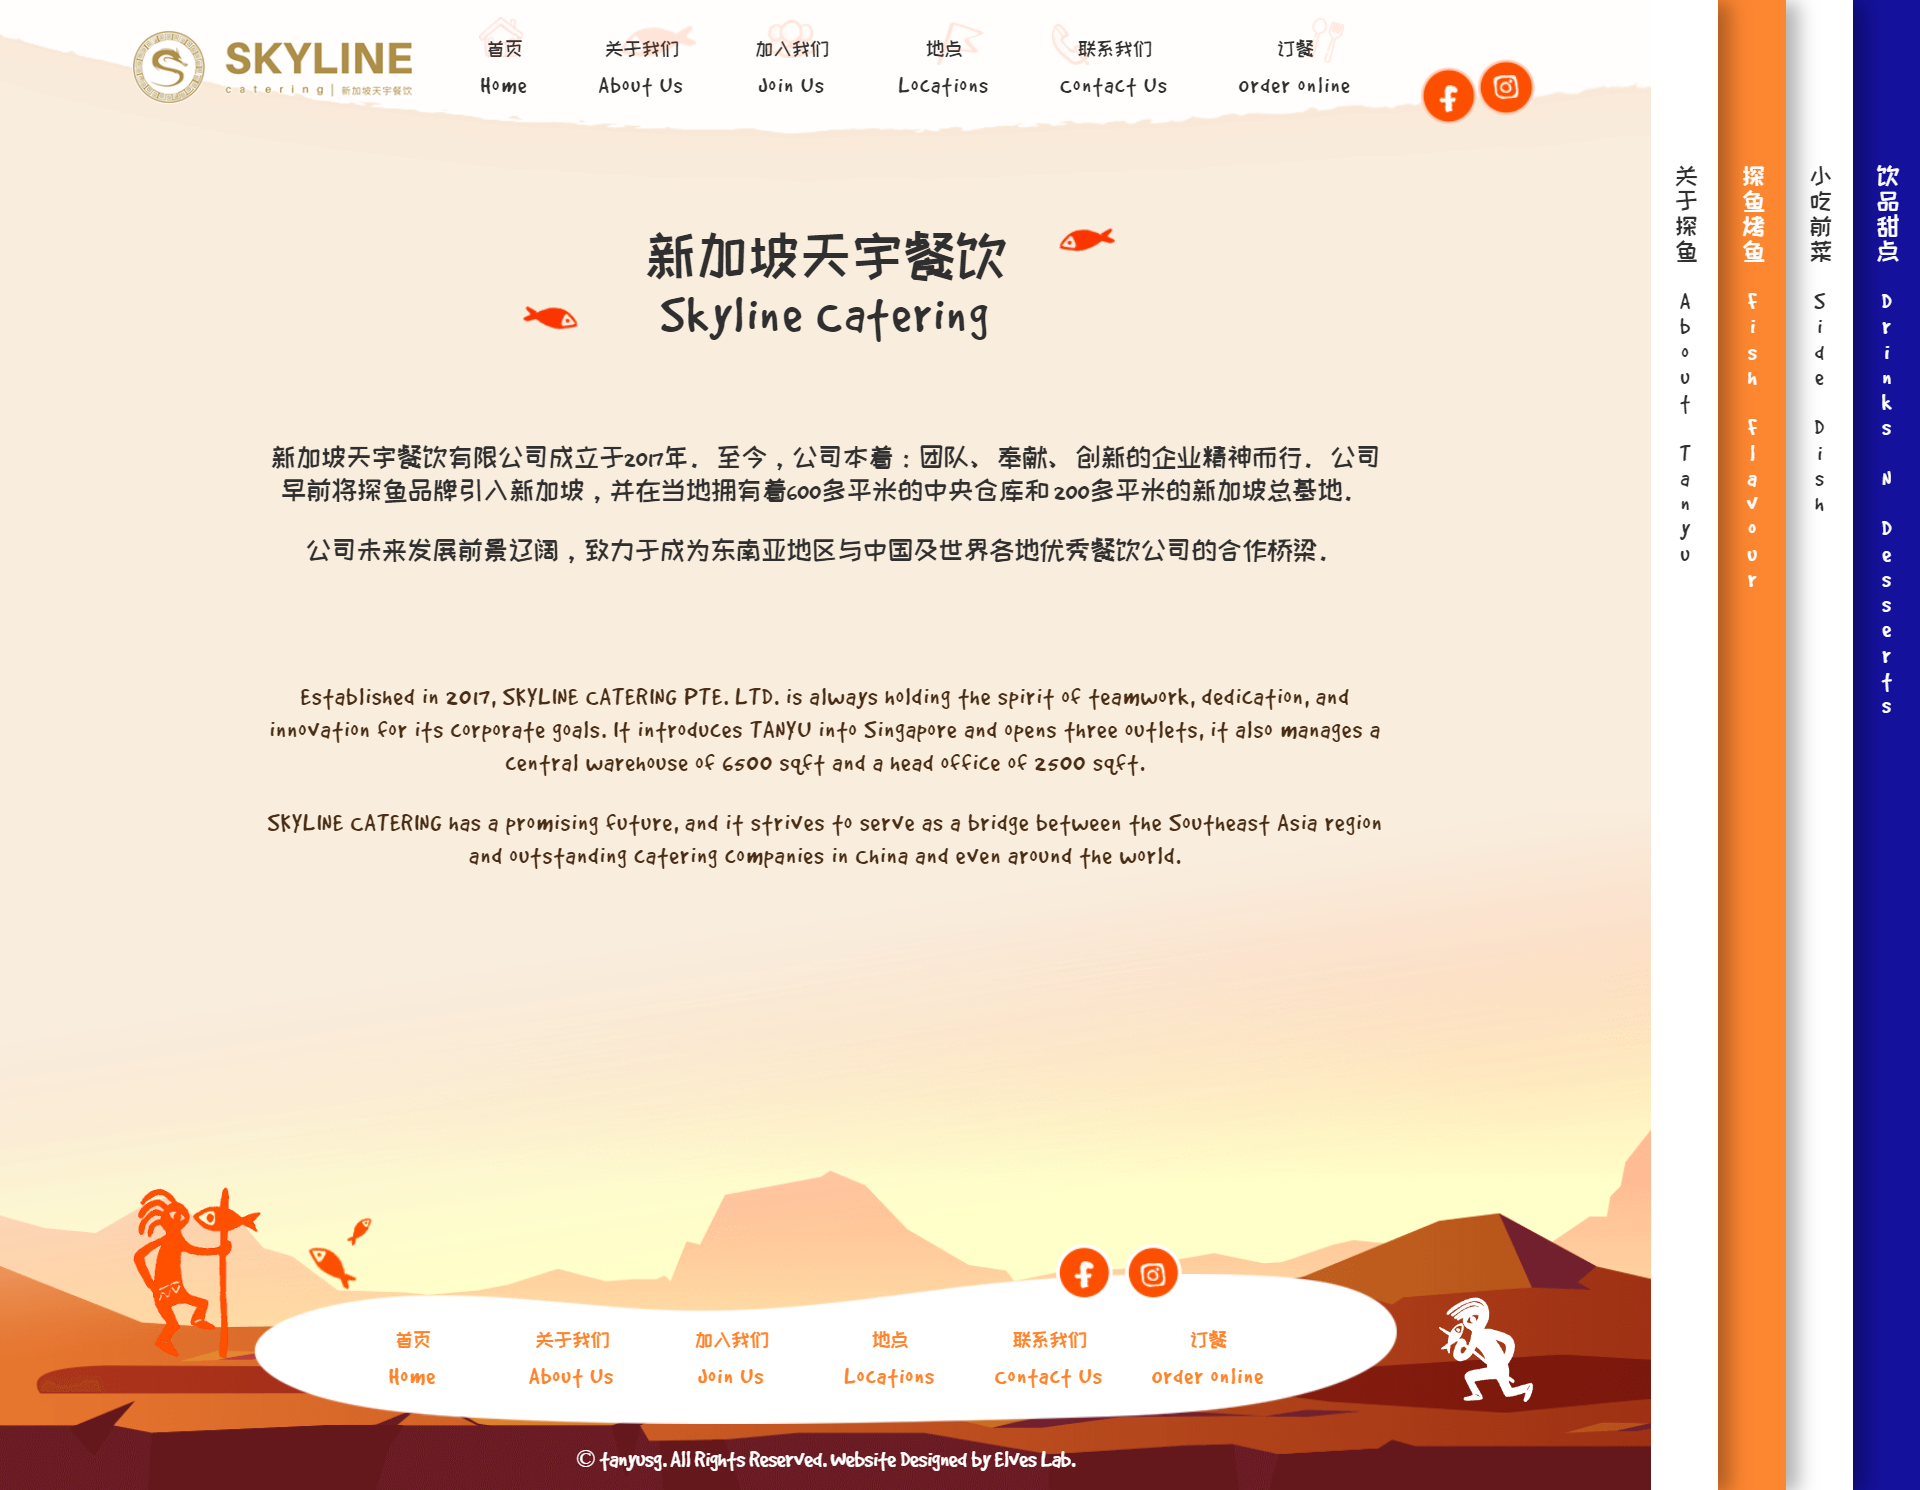 SKYLINE
catering | 新加坡天宇餐饮
首页
Home
关于我们
About Us
加入我们
Join Us
地点
Locations
联系我们
Contact Us
订餐
Order Online
新加坡天宇餐饮
Skyline Catering
新加坡天宇餐饮有限公司成立于2017年. 至今，公司本着：团队、奉献、创新的企业精神而行. 公司
早前将探鱼品牌引入新加坡，并在当地拥有着600多平米的中央仓库和200多平米的新加坡总基地.
公司未来发展前景辽阔，致力于成为东南亚地区与中国及世界各地优秀餐饮公司的合作桥梁.
Established in 2017, SKYLINE CATERING PTE. LTD. is always holding the spirit of teamwork, dedication, and
innovation for its corporate goals. It introduces TANYU into Singapore and opens three outlets, it also manages a
central warehouse of 6500 sqft and a head office of 2500 sqft.
SKYLINE CATERING has a promising future, and it strives to serve as a bridge between the Southeast Asia region
and outstanding catering companies in China and even around the world.
首页
Home
关于我们
About Us
加入我们
Join Us
地点
Locations
联系我们
Contact Us
订餐
Order Online
© tanyusg. All Rights Reserved. Website Designed by Elves Lab.
关于探鱼 About Tanyu
探鱼烤鱼 Fish Flavour
小吃前菜 Side Dish
饮品甜点 Drinks N Desserts